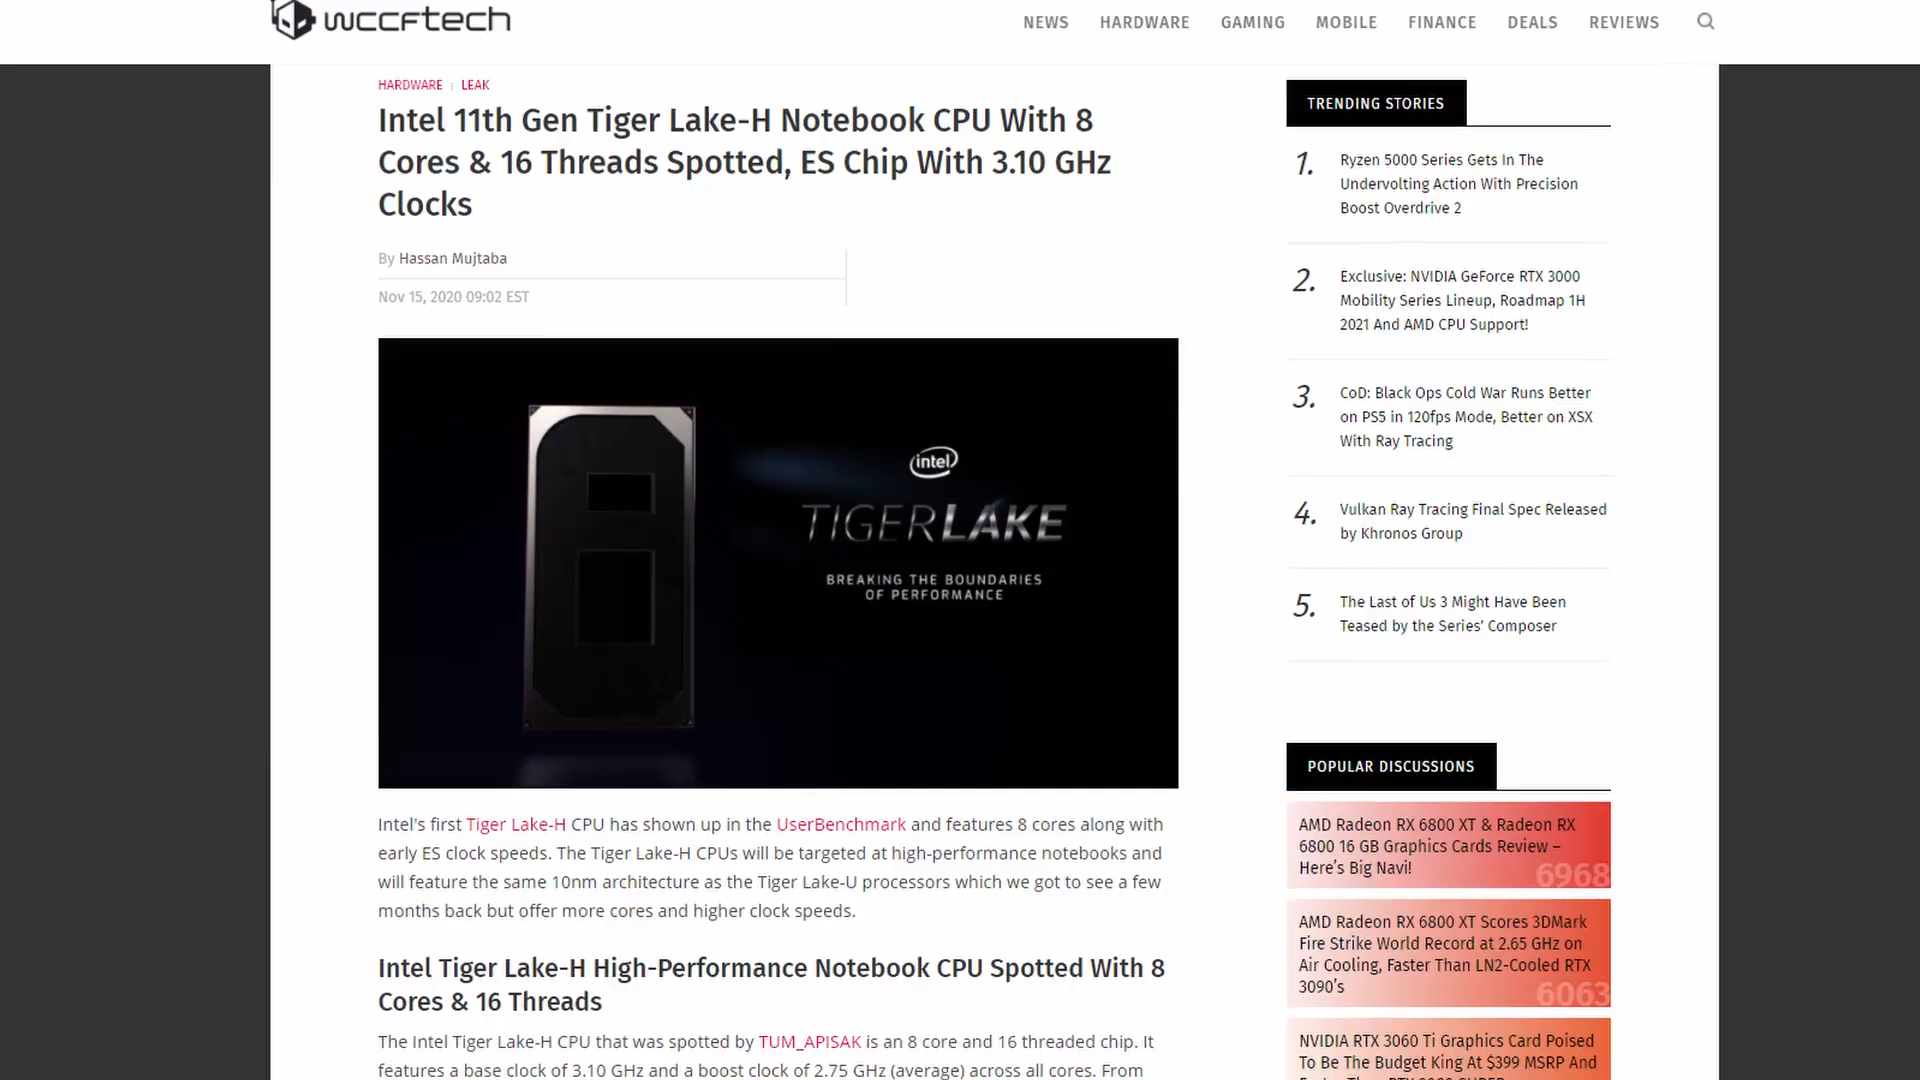 wccftech
NEWS HARDWARE GAMING MOBILE FINANCE DEALS REVIEWS
HARDWARE LEAK
Intel 11th Gen Tiger Lake-H Notebook CPU With 8
Cores & 16 Threads Spotted, ES Chip With 3.10 GHz
Clocks
By Hassan Mujtaba
Nov 15, 2020 09:02 EST
intel
TIGERLAKE
BREAKING THE BOUNDARIES
OF PERFORMANCE
Intel's first Tiger Lake-H CPU has shown up in the UserBenchmark and features 8 cores along with
early ES clock speeds. The Tiger Lake-H CPUs will be targeted at high-performance notebooks and
will feature the same 10nm architecture as the Tiger Lake-U processors which we got to see a few
months back but offer more cores and higher clock speeds.
Intel Tiger Lake-H High-Performance Notebook CPU Spotted With 8
Cores & 16 Threads
The Intel Tiger Lake-H CPU that was spotted by TUM_APISAK is an 8 core and 16 threaded chip. It
features a base clock of 3.10 GHz and a boost clock of 2.75 GHz (average) across all cores. From
TRENDING STORIES
1.
Ryzen 5000 Series Gets In The
Undervolting Action With Precision
Boost Overdrive 2
2.
Exclusive: NVIDIA GeForce RTX 3000
Mobility Series Lineup, Roadmap 1H
2021 And AMD CPU Support!
3.
CoD: Black Ops Cold War Runs Better
on PS5 in 120fps Mode, Better on XSX
With Ray Tracing
4.
Vulkan Ray Tracing Final Spec Released
by Khronos Group
5.
The Last of Us 3 Might Have Been
Teased by the Series' Composer
POPULAR DISCUSSIONS
AMD Radeon RX 6800 XT & Radeon RX
6800 16 GB Graphics Cards Review –
Here's Big Navi!
6968
AMD Radeon RX 6800 XT Scores 3DMark
Fire Strike World Record at 2.65 GHz on
Air Cooling, Faster Than LN2-Cooled RTX
3090's
6063
NVIDIA RTX 3060 Ti Graphics Card Poised
To Be The Budget King At $399 MSRP And